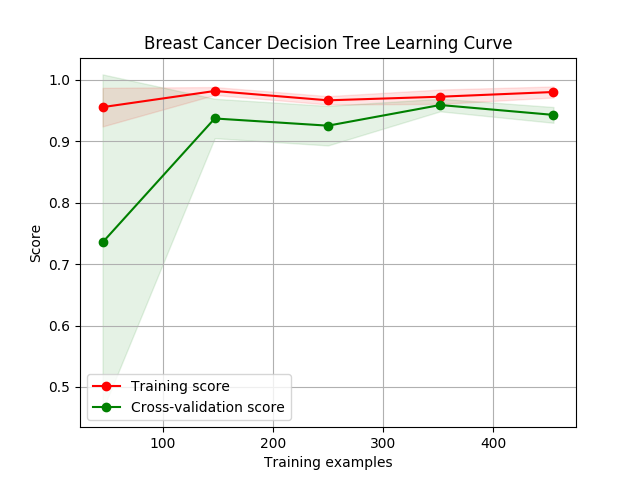 Breast Cancer Decision Tree Learning Curve
1.0
0.9
0.8
0.7
0.6
0.5
Score
Training score
Cross-validation score
100 200 300 400
Training examples